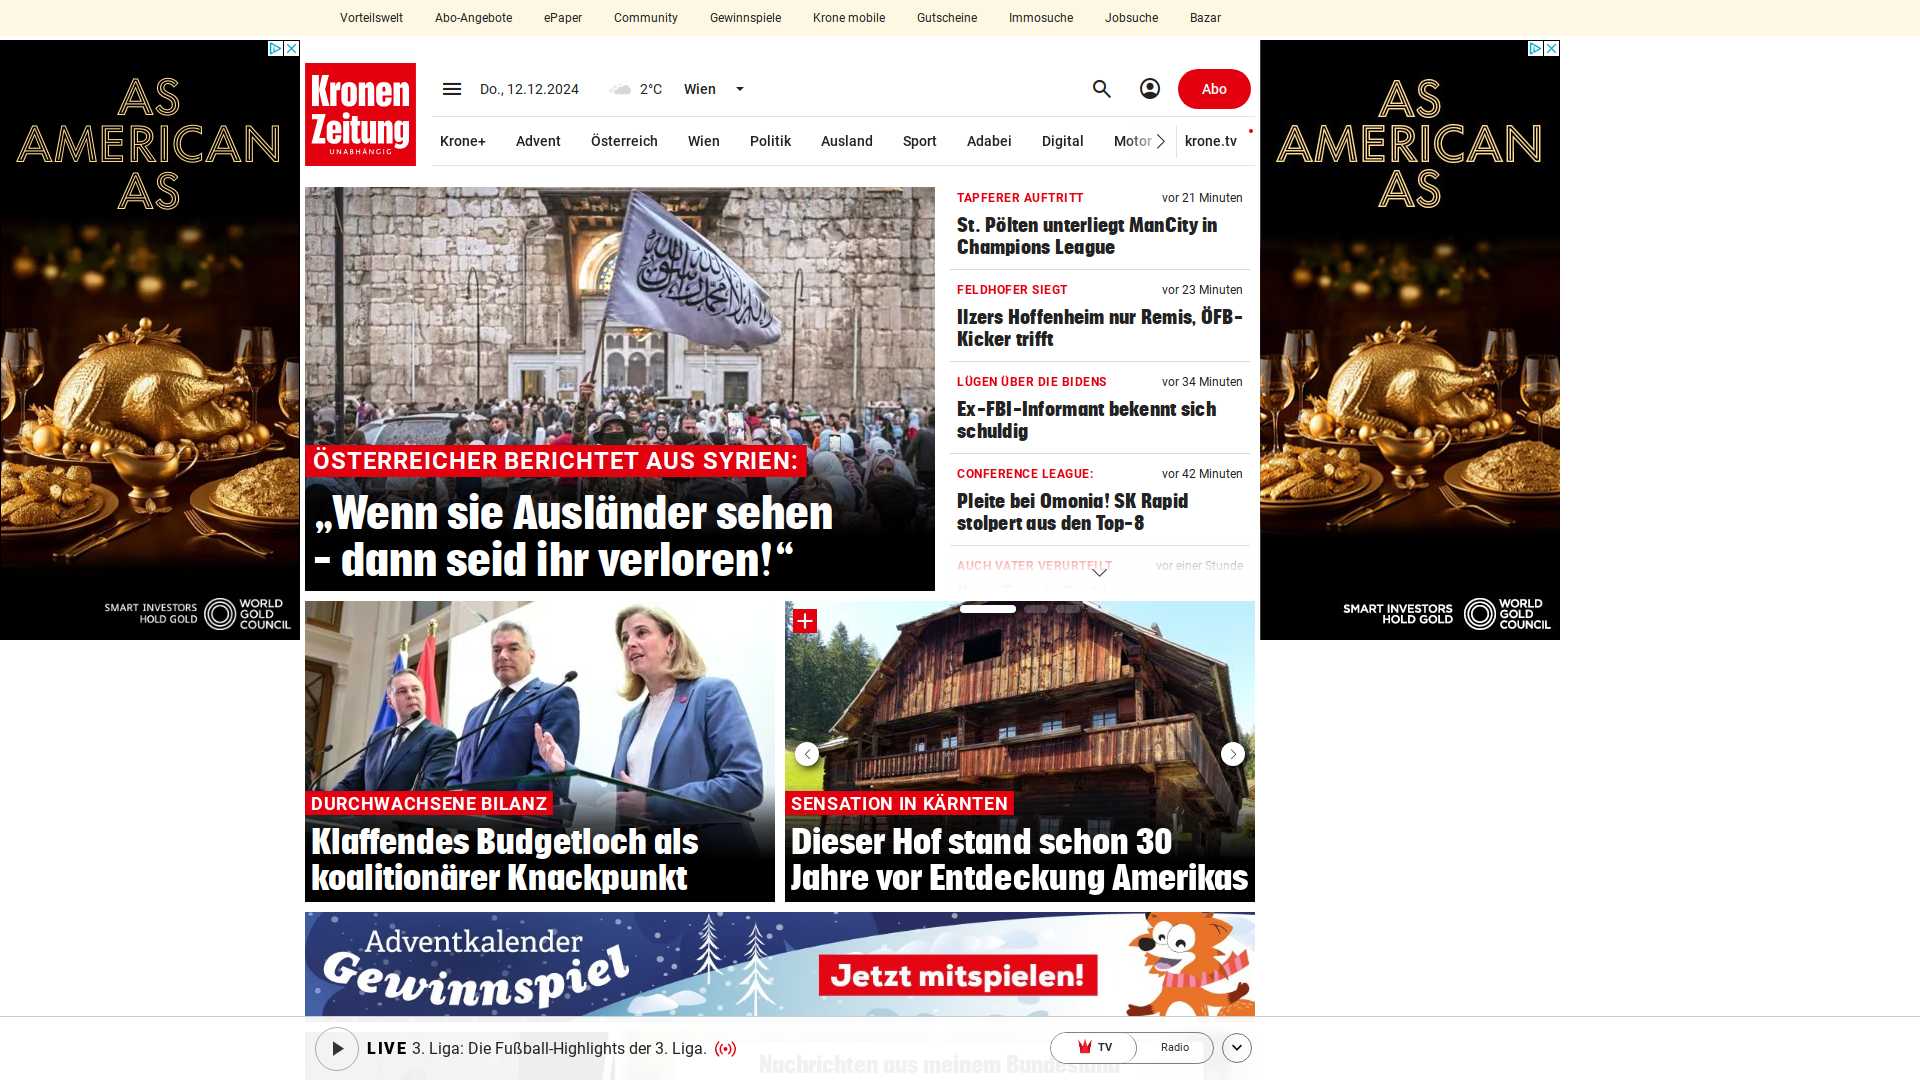 Vorteilswelt Abo-Angebote ePaper Community Gewinnspiele Krone mobile Gutscheine Immosuche Jobsuche Bazar
Kronen
Zeitung
UNABHÄNGIG
Do., 12.12.2024 2°C Wien
Abo
Krone+ Advent Österreich Wien Politik Ausland Sport Adabei Digital Motor krone.tv
AS
AMERICAN
AS
SMART INVESTORS
HOLD GOLD
WORLD
GOLD
COUNCIL
ÖSTERREICHER BERICHTET AUS SYRIEN:
„Wenn sie Ausländer sehen
- dann seid ihr verloren!“
TAPFERER AUFTRITT vor 21 Minuten
St. Pölten unterliegt ManCity in
Champions League
FELDHOFER SIEGT vor 23 Minuten
Ilzers Hoffenheim nur Remis, ÖFB-
Kicker trifft
LÜGEN ÜBER DIE BIDENS vor 34 Minuten
Ex-FBI-Informant bekennt sich
schuldig
CONFERENCE LEAGUE: vor 42 Minuten
Pleite bei Omonia! SK Rapid
stolpert aus den Top-8
AUCH VATER VERURTEILT vor einer Stunde
AS
AMERICAN
AS
SMART INVESTORS
HOLD GOLD
WORLD
GOLD
COUNCIL
DURCHWACHSENE BILANZ
Klaffendes Budgetloch als
koalitionärer Knackpunkt
SENSATION IN KÄRNTEN
Dieser Hof stand schon 30
Jahre vor Entdeckung Amerikas
Adventkalender
Gewinnspiel
Jetzt mitspielen!
LIVE 3. Liga: Die Fußball-Highlights der 3. Liga.
TV Radio
Nachrichten aus meinem Bundesland